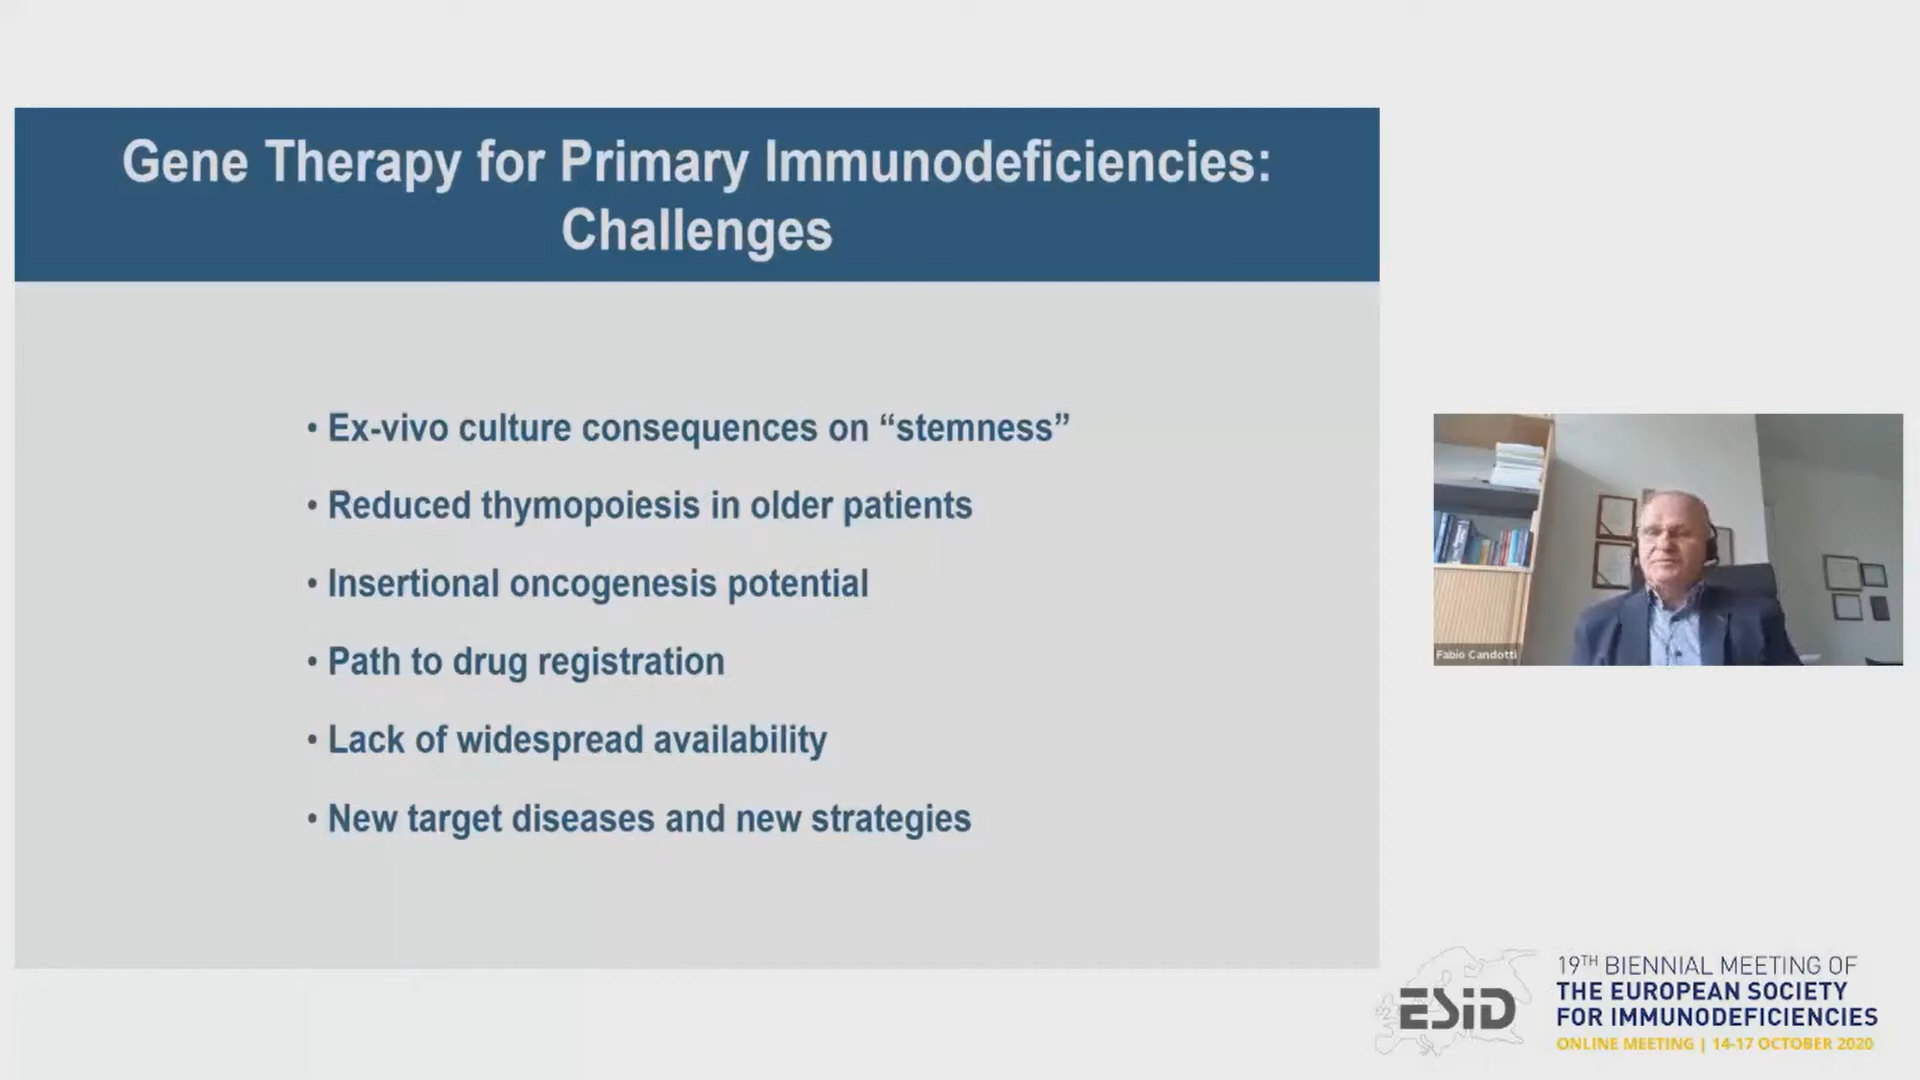 Gene Therapy for Primary Immunodeficiencies:
Challenges
• Ex-vivo culture consequences on “stemness”
• Reduced thymopoiesis in older patients
• Insertional oncogenesis potential
• Path to drug registration
• Lack of widespread availability
• New target diseases and new strategies
Fabio Candotti
ESiD
19TH BIENNIAL MEETING OF
THE EUROPEAN SOCIETY
FOR IMMUNODEFICIENCIES
ONLINE MEETING | 14-17 OCTOBER 2020